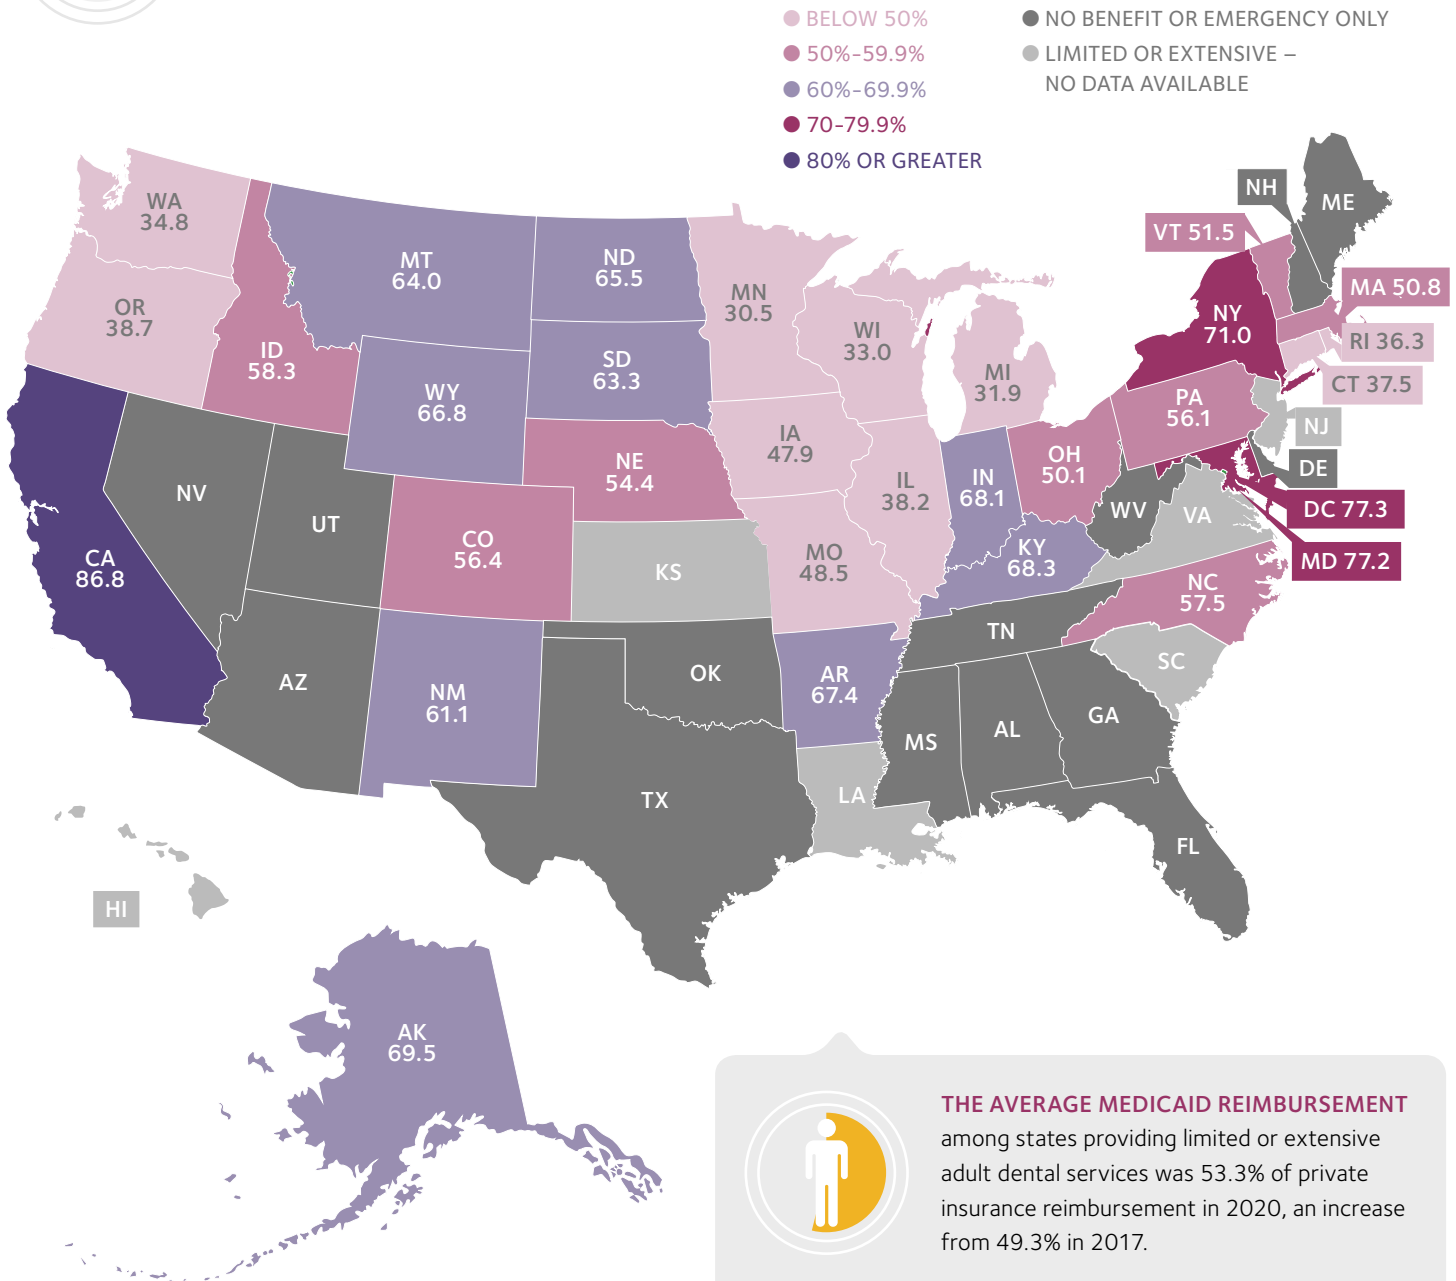 BELOW 50%
50%–59.9%
60%–69.9%
70–79.9%
80% OR GREATER
NO BENEFIT OR EMERGENCY ONLY
LIMITED OR EXTENSIVE –
NO DATA AVAILABLE
WA
34.8
OR
38.7
CA
86.8
ID
58.3
NV
MT
64.0
WY
66.8
UT
AZ
CO
56.4
NM
61.1
ND
65.5
SD
63.3
NE
54.4
KS
OK
TX
MN
30.5
IA
47.9
MO
48.5
AR
67.4
LA
WI
33.0
IL
38.2
MI
31.9
IN
68.1
OH
50.1
KY
68.3
TN
MS
AL
GA
FL
SC
NC
57.5
VA
WV
PA
56.1
NY
71.0
VT 51.5
NH
ME
MA 50.8
RI 36.3
CT 37.5
NJ
DE
DC 77.3
MD 77.2
HI
AK
69.5
THE AVERAGE MEDICAID REIMBURSEMENT
among states providing limited or extensive
adult dental services was 53.3% of private
insurance reimbursement in 2020, an increase
from 49.3% in 2017.